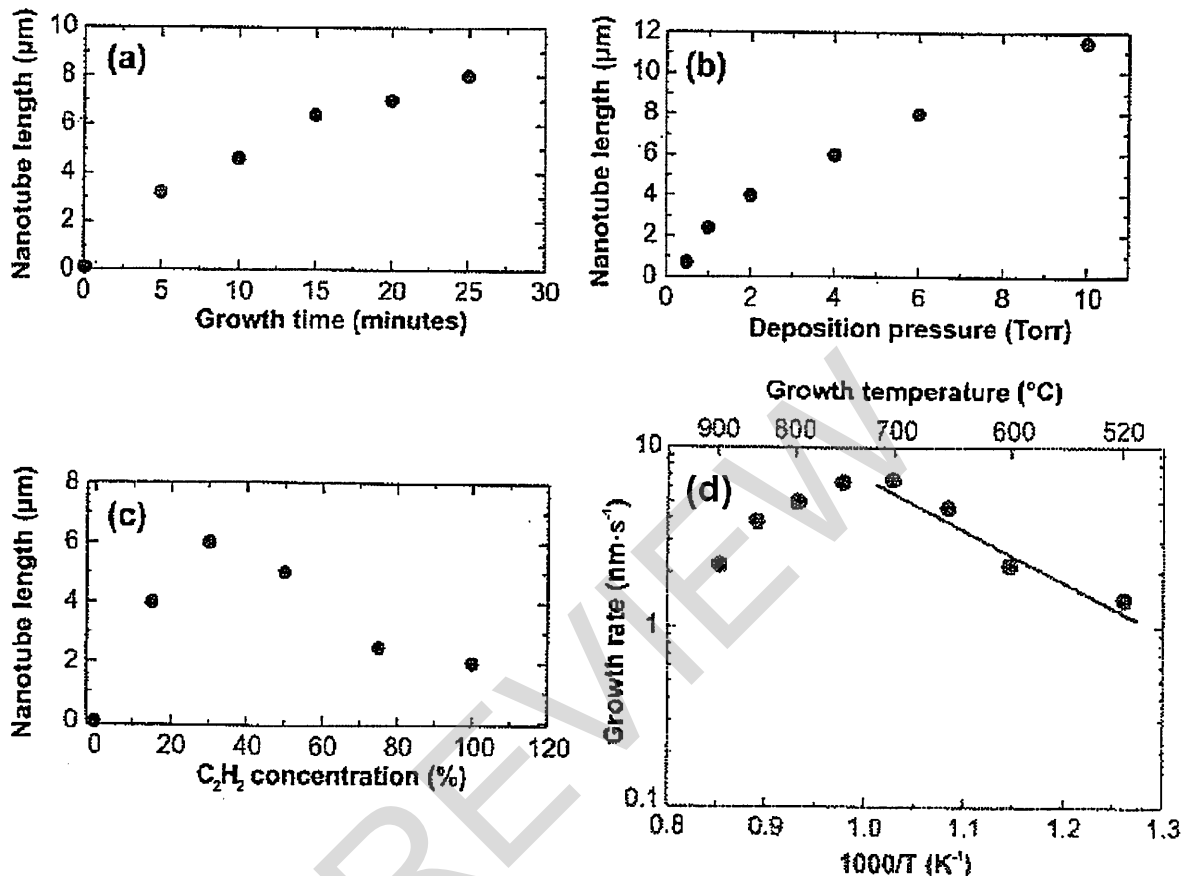 (a)
Nanotube length (μm)
10
8
6
4
2
0
0 5 10 15 20 25 30
Growth time (minutes)
(b)
Nanotube length (μm)
12
10
8
6
4
2
0
0 2 4 6 8 10
Deposition pressure (Torr)
(c)
Nanotube length (μm)
8
6
4
2
0
0 20 40 60 80 100 120
C₂H₂ concentration (%)
Growth temperature (°C)
900 800 700 600 520
(d)
Growth rate (nm·s⁻¹)
10
1
0.1
0.8 0.9 1.0 1.1 1.2 1.3
1000/T (K⁻¹)
REVIEW